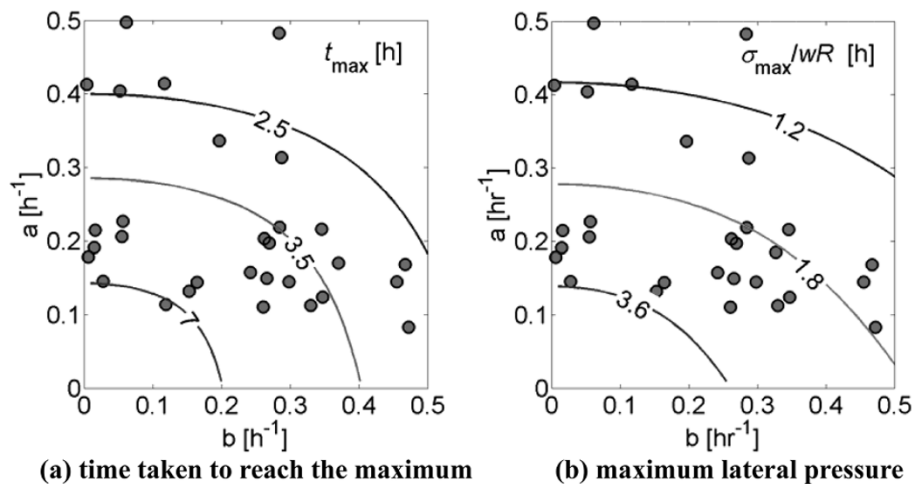 0.5
0.4
0.3
0.2
0.1
0
a [h⁻¹]
t_max [h]
2.5
3.5
7
0 0.1 0.2 0.3 0.4 0.5
b [h⁻¹]
(a) time taken to reach the maximum
0.5
0.4
0.3
0.2
0.1
0
a [hr⁻¹]
σ_max/wR [h]
1.2
1.8
3.6
0 0.1 0.2 0.3 0.4 0.5
b [hr⁻¹]
(b) maximum lateral pressure